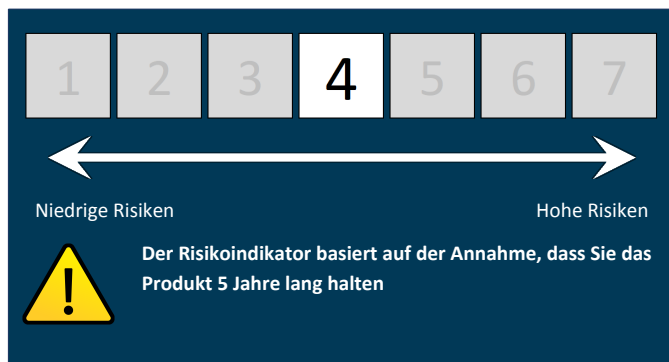 1 2 3 4 5 6 7
Niedrige Risiken Hohe Risiken
Der Risikoindikator basiert auf der Annahme, dass Sie das
Produkt 5 Jahre lang halten